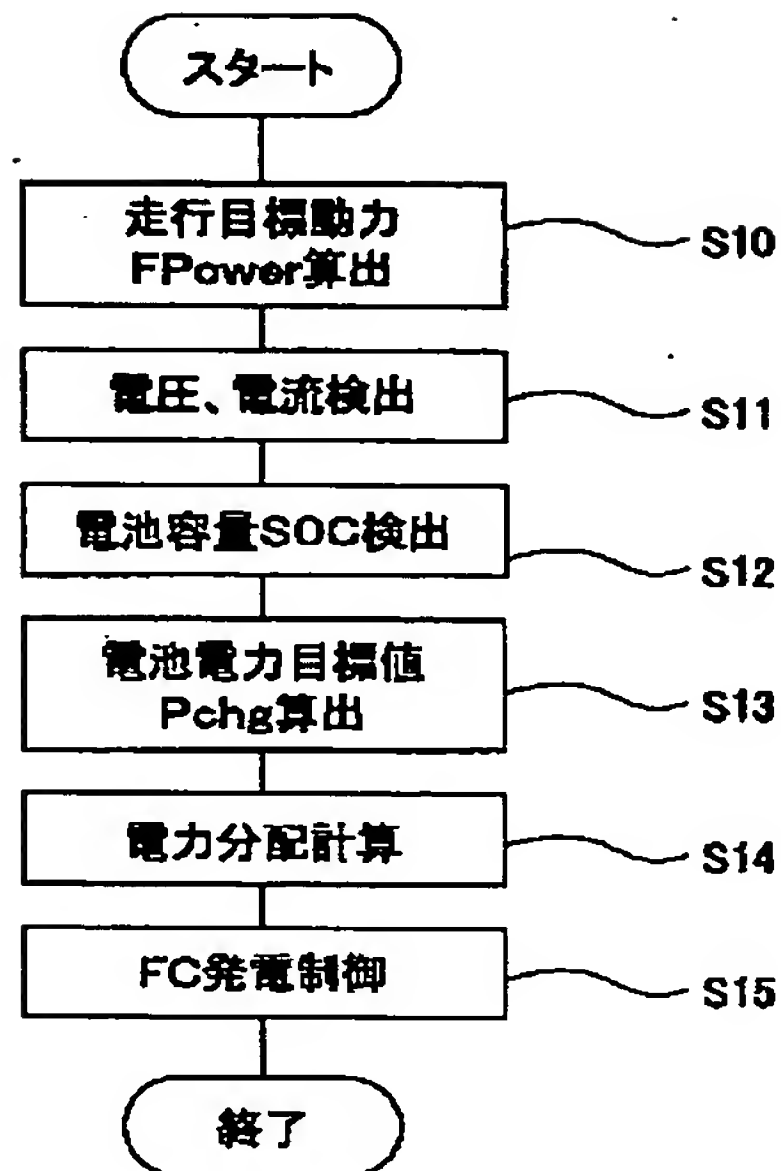 スタート
走行目標動力
FPower算出
S10
電圧、電流検出
S11
電池容量SOC検出
S12
電池電力目標値
Pchg算出
S13
電力分配計算
S14
FC発電制御
S15
終了